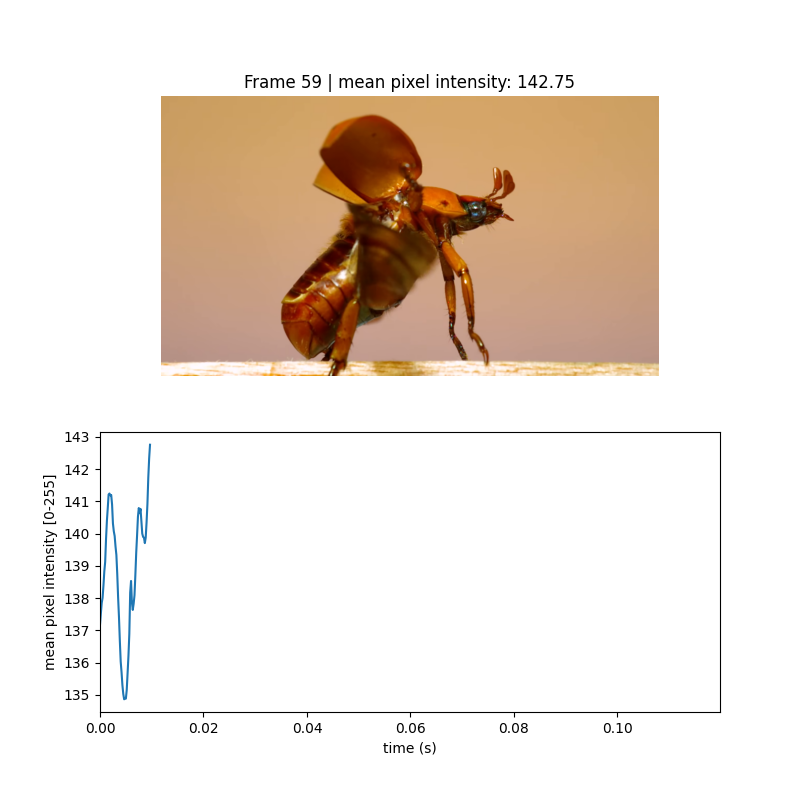 Frame 59 | mean pixel intensity: 142.75
143
142
141
140
139
138
137
136
135
mean pixel intensity [0-255]
0.00 0.02 0.04 0.06 0.08 0.10
time (s)